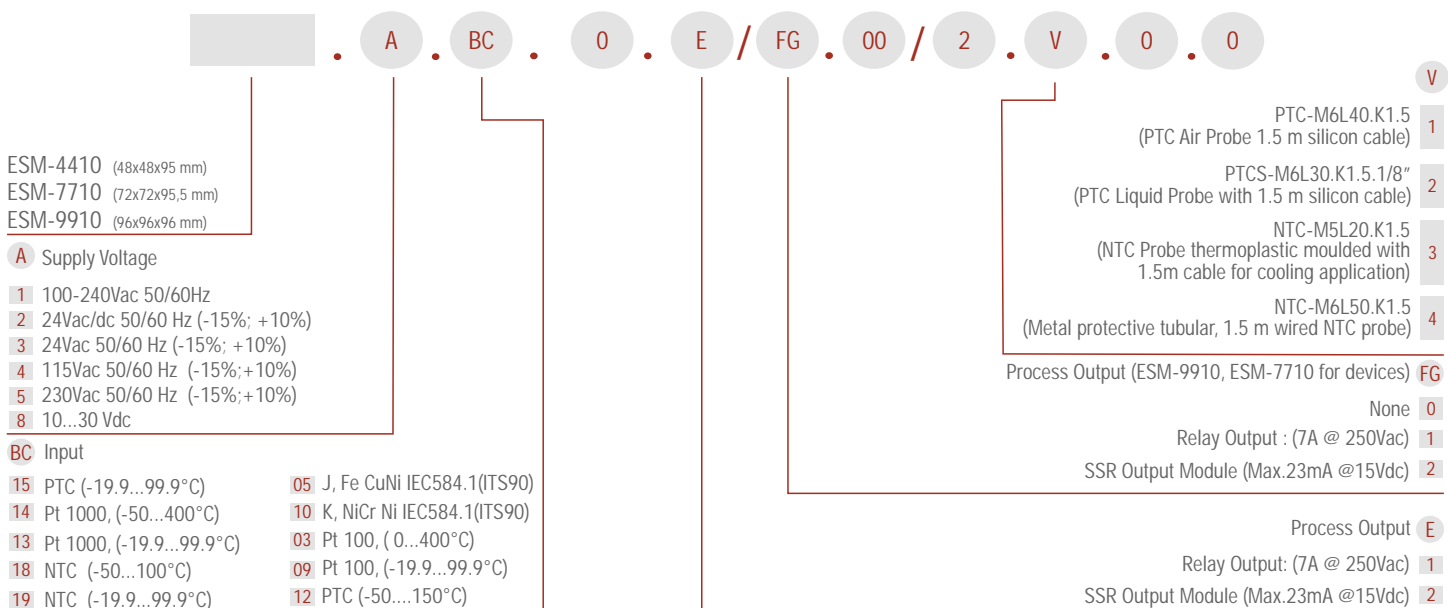 . A . BC . 0 . E / FG . 00 / 2 . V . 0 . 0
ESM-4410 (48x48x95 mm)
ESM-7710 (72x72x95,5 mm)
ESM-9910 (96x96x96 mm)
A Supply Voltage
1 100-240Vac 50/60Hz
2 24Vac/dc 50/60 Hz (-15%; +10%)
3 24Vac 50/60 Hz (-15%; +10%)
4 115Vac 50/60 Hz (-15%;+10%)
5 230Vac 50/60 Hz (-15%;+10%)
8 10...30 Vdc
BC Input
15 PTC (-19.9...99.9°C)
14 Pt 1000, (-50...400°C)
13 Pt 1000, (-19.9...99.9°C)
18 NTC (-50...100°C)
19 NTC (-19.9...99.9°C)
05 J, Fe CuNi IEC584.1(ITS90)
10 K, NiCr Ni IEC584.1(ITS90)
03 Pt 100, ( 0...400°C)
09 Pt 100, (-19.9...99.9°C)
12 PTC (-50....150°C)
V
PTC-M6L40.K1.5
(PTC Air Probe 1.5 m silicon cable) 1
PTCS-M6L30.K1.5.1/8″
(PTC Liquid Probe with 1.5 m silicon cable) 2
NTC-M5L20.K1.5
(NTC Probe thermoplastic moulded with 3
1.5m cable for cooling application)
NTC-M6L50.K1.5
(Metal protective tubular, 1.5 m wired NTC probe) 4
Process Output (ESM-9910, ESM-7710 for devices) FG
None 0
Relay Output : (7A @ 250Vac) 1
SSR Output Module (Max.23mA @15Vdc) 2
Process Output E
Relay Output: (7A @ 250Vac) 1
SSR Output Module (Max.23mA @15Vdc) 2